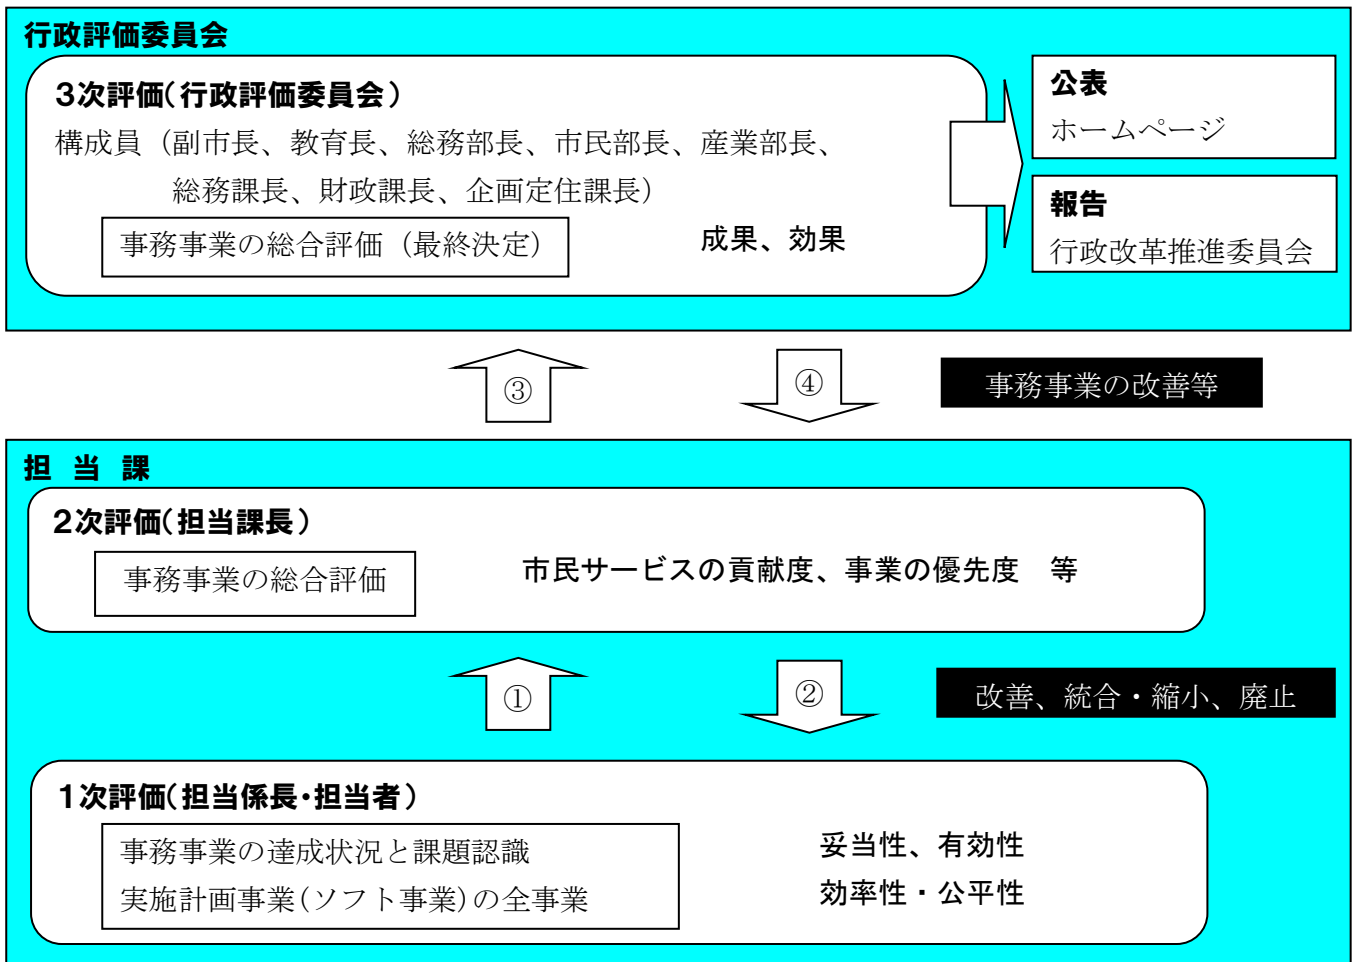 行政評価委員会
3次評価(行政評価委員会)
構成員（副市長、教育長、総務部長、市民部長、産業部長、
総務課長、財政課長、企画定住課長）
事務事業の総合評価（最終決定）
成果、効果
公表
ホームページ
報告
行政改革推進委員会
③
④
事務事業の改善等
担 当 課
2次評価(担当課長)
事務事業の総合評価
市民サービスの貢献度、事業の優先度　等
①
②
改善、統合・縮小、廃止
1次評価(担当係長・担当者)
事務事業の達成状況と課題認識
実施計画事業(ソフト事業)の全事業
妥当性、有効性
効率性・公平性